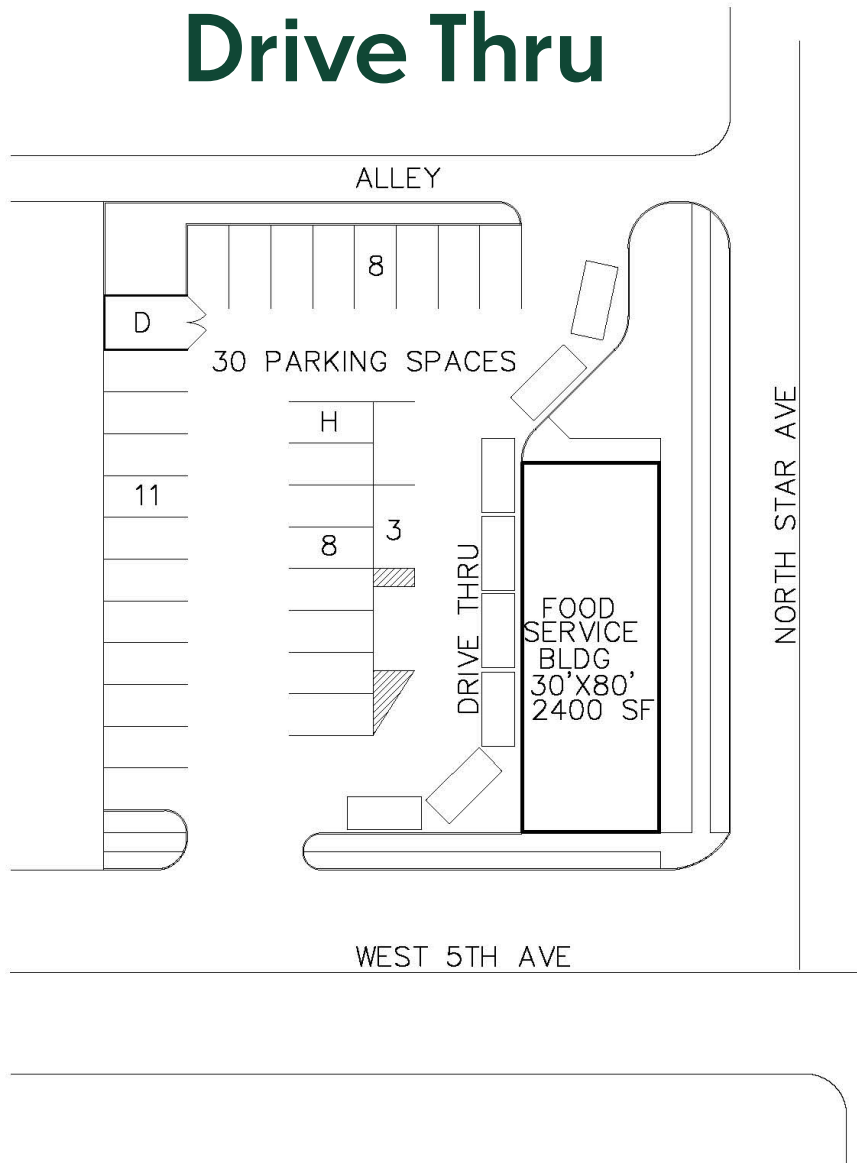 Drive Thru
ALLEY
8
D
30 PARKING SPACES
H
11
3
8
DRIVE THRU
FOOD
SERVICE
BLDG
30'X80'
2400 SF
NORTH STAR AVE
WEST 5TH AVE